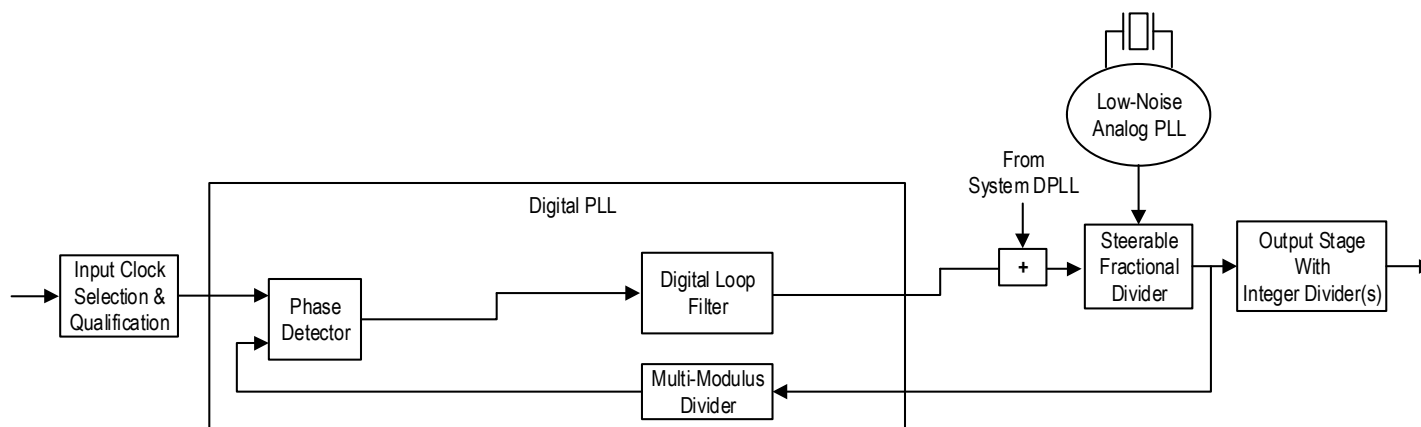 Low-Noise
Analog PLL
From
System DPLL
Digital PLL
Input Clock
Selection &
Qualification
Phase
Detector
Digital Loop
Filter
+
Steerable
Fractional
Divider
Output Stage
With
Integer Divider(s)
Multi-Modulus
Divider